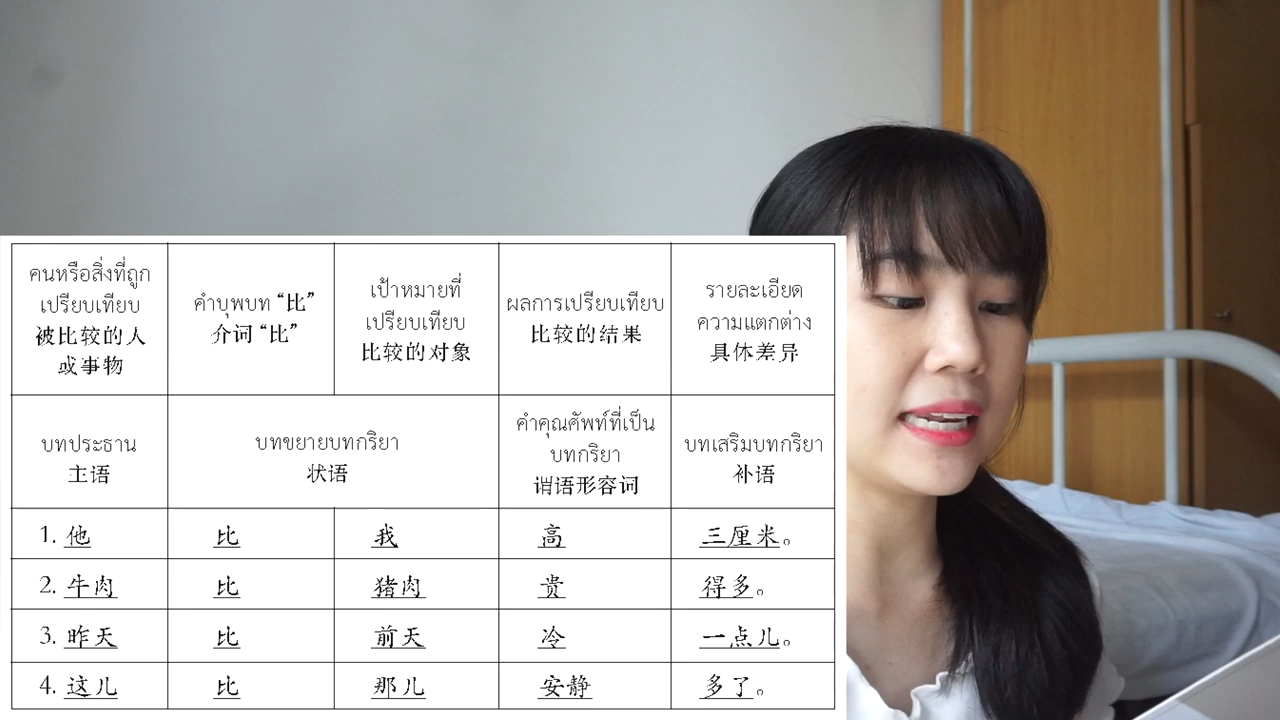 คนหรือสิ่งที่ถูก
เปรียบเทียบ
被比较的人
或事物
คำบุพบท “比”
介词“比”
เป้าหมายที่
เปรียบเทียบ
比较的对象
ผลการเปรียบเทียบ
比较的结果
รายละเอียด
ความแตกต่าง
具体差异
บทประธาน
主语
บทขยายบทกริยา
状语
คำคุณศัพท์ที่เป็น
บทกริยา
谓语形容词
บทเสริมบทกริยา
补语
1. 他 比 我 高 三厘米。
2. 牛肉 比 猪肉 贵 得多。
3. 昨天 比 前天 冷 一点儿。
4. 这儿 比 那儿 安静 多了。